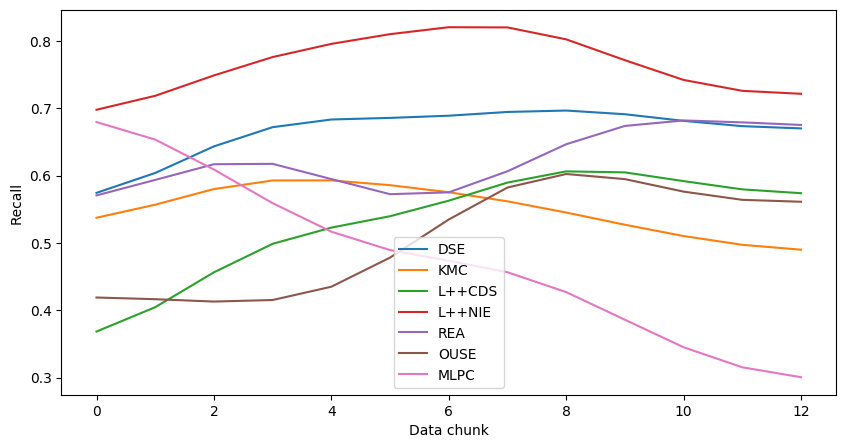 Recall
0.8
0.7
0.6
0.5
0.4
0.3
DSE
KMC
L++CDS
L++NIE
REA
OUSE
MLPC
0 2 4 6 8 10 12
Data chunk